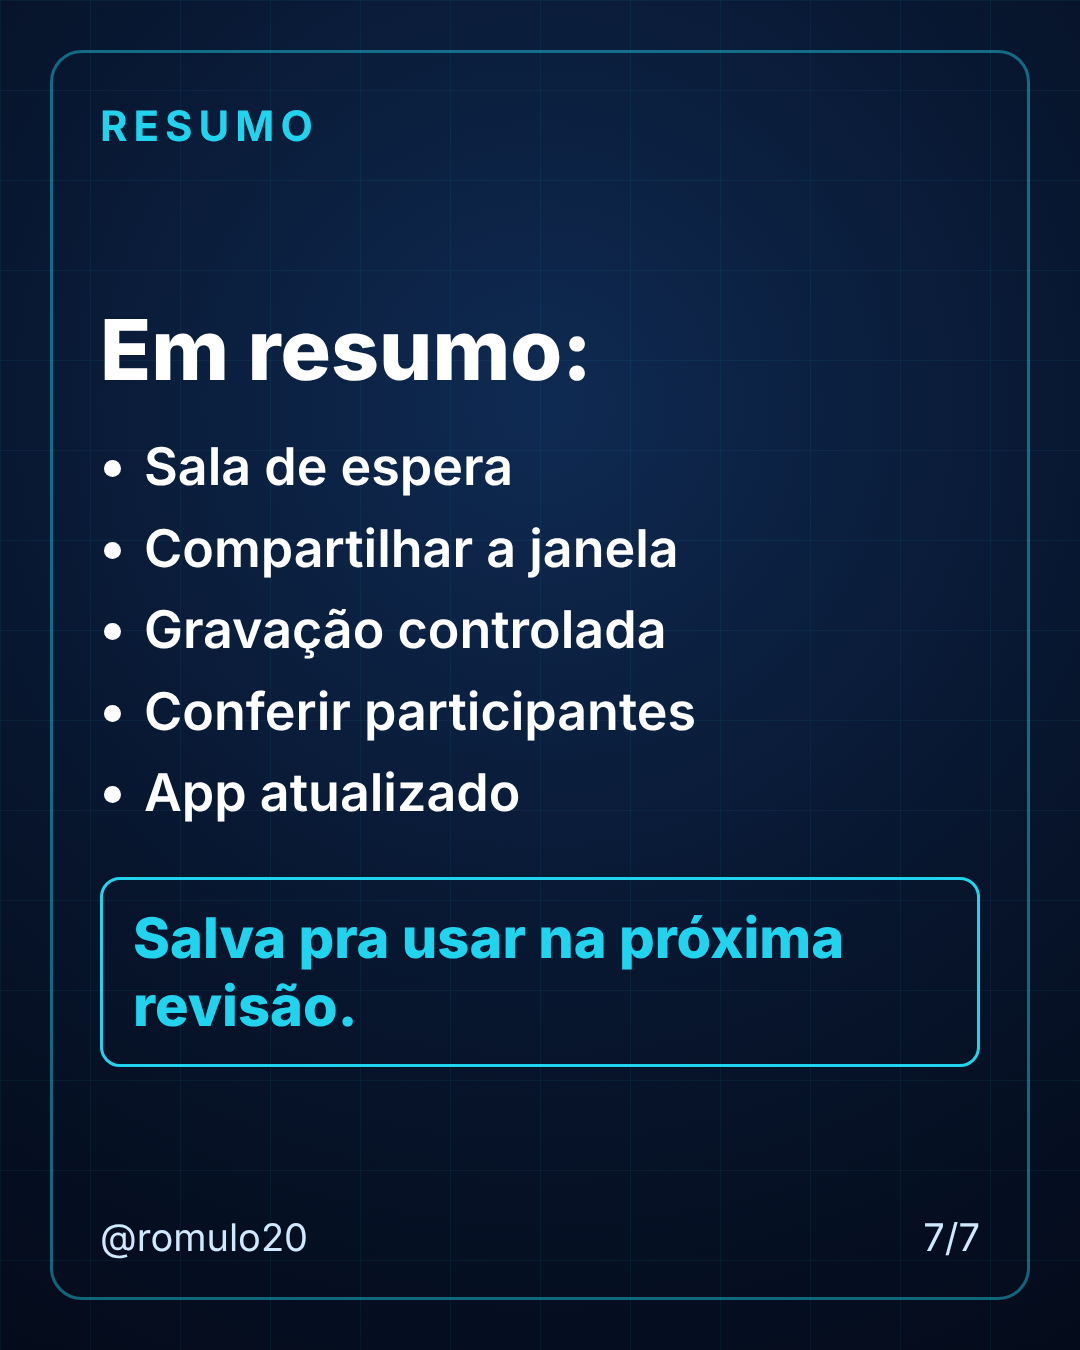 RESUMO
Em resumo:
• Sala de espera
• Compartilhar a janela
• Gravação controlada
• Conferir participantes
• App atualizado
Salva pra usar na próxima
revisão.
@romulo20
7/7